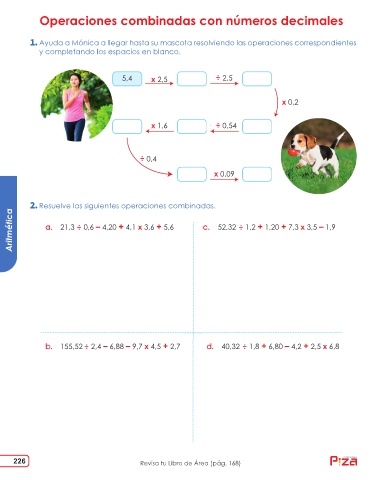 Operaciones combinadas con números decimales
1. Ayuda a Mónica a llegar hasta su mascota resolviendo las operaciones correspondientes
y completando los espacios en blanco.
5,4 x 2,5 ÷ 2,5
x 0,2
x 1,6 ÷ 0,54
÷ 0,4
x 0,09
2. Resuelve las siguientes operaciones combinadas.
a. 21,3 ÷ 0,6 – 4,20 + 4,1 x 3,6 + 5,6
c. 52,32 ÷ 1,2 + 1,20 + 7,3 x 3,5 – 1,9
b. 155,52 ÷ 2,4 – 6,88 – 9,7 x 4,5 + 2,7
d. 40,32 ÷ 1,8 + 6,80 – 4,2 + 2,5 x 6,8
Aritmética
226
Revisa tu Libro de Área (pág. 168)
P:zA